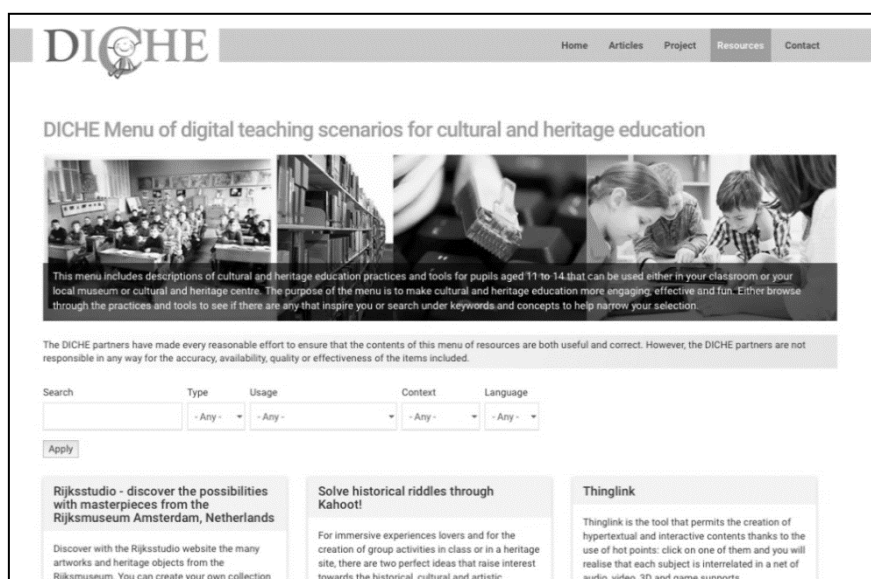 DICHE
Home Articles Project Resources Contact
DICHE Menu of digital teaching scenarios for cultural and heritage education
This menu includes descriptions of cultural and heritage education practices and tools for pupils aged 11 to 14 that can be used either in your classroom or your
local museum or cultural and heritage centre. The purpose of the menu is to make cultural and heritage education more engaging, effective and fun. Either browse
through the practices and tools to see if there are any that inspire you or search under keywords and concepts to help narrow your selection.
The DICHE partners have made every reasonable effort to ensure that the contents of this menu of resources are both useful and correct. However, the DICHE partners are not
responsible in any way for the accuracy, availability, quality or effectiveness of the items included.
Search Type Usage Context Language
- Any - - Any - - Any - - Any -
Apply
Rijksstudio - discover the possibilities
with masterpieces from the
Rijksmuseum Amsterdam, Netherlands
Discover with the Rijksstudio website the many
artworks and heritage objects from the
Rijksmuseum. You can create your own collection
Solve historical riddles through
Kahoot!
For immersive experiences lovers and for the
creation of group activities in class or in a heritage
site, there are two perfect ideas that raise interest
towards the historical, cultural and artistic
Thinglink
Thinglink is the tool that permits the creation of
hypertextual and interactive contents thanks to the
use of hot points: click on one of them and you will
realise that each subject is interrelated in a net of
audio, video, 3D and game supports